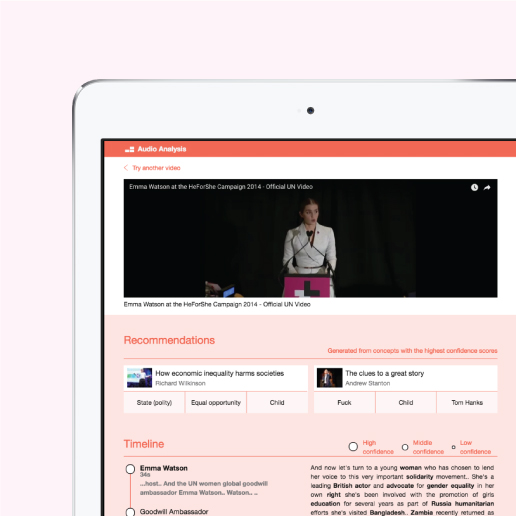 Audio Analysis
Try another video
Emma Watson at the HeForShe Campaign 2014 - Official UN Video
Emma Watson at the HeForShe Campaign 2014 - Official UN Video
Recommendations
Generated from concepts with the highest confidence scores
How economic inequality harms societies
Richard Wilkinson
State (polity)
Equal opportunity
Child
The clues to a great story
Andrew Stanton
Fuck
Child
Tom Hanks
Timeline
High confidence
Middle confidence
Low confidence
Emma Watson
34s
...host.. And the UN women global goodwill
ambassador Emma Watson.. Watson.. ..
Goodwill Ambassador
And now let's turn to a young woman who has chosen to lend
her voice to this very important solidarity movement.. She's a
leading British actor and advocate for gender equality in her
own right she's been involved with the promotion of girls
education for several years as part of Russia humanitarian
efforts she's visited Bangladesh.. Zambia recently returned as